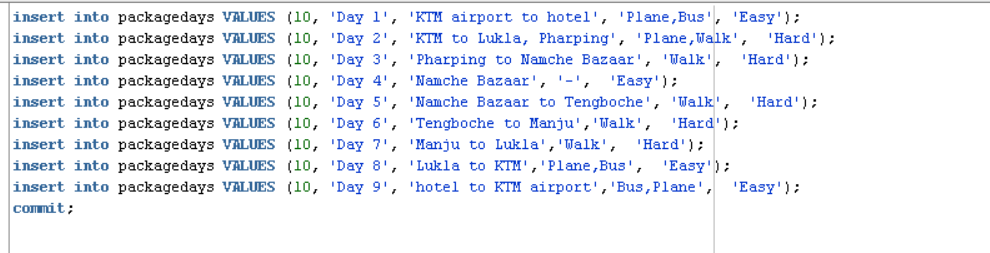 insert into packagedays VALUES (10, 'Day 1', 'KTM airport to hotel', 'Plane,Bus', 'Easy');
insert into packagedays VALUES (10, 'Day 2', 'KTM to Lukla, Pharping', 'Plane,Walk',  'Hard');
insert into packagedays VALUES (10, 'Day 3', 'Pharping to Namche Bazaar', 'Walk',   'Hard');
insert into packagedays VALUES (10, 'Day 4', 'Namche Bazaar', '-',  'Easy');
insert into packagedays VALUES (10, 'Day 5', 'Namche Bazaar to Tengboche', 'Walk',  'Hard');
insert into packagedays VALUES (10, 'Day 6', 'Tengboche to Manju','Walk',  'Hard');
insert into packagedays VALUES (10, 'Day 7', 'Manju to Lukla','Walk',  'Hard');
insert into packagedays VALUES (10, 'Day 8', 'Lukla to KTM','Plane,Bus',  'Easy');
insert into packagedays VALUES (10, 'Day 9', 'hotel to KTM airport','Bus,Plane',  'Easy');
commit;